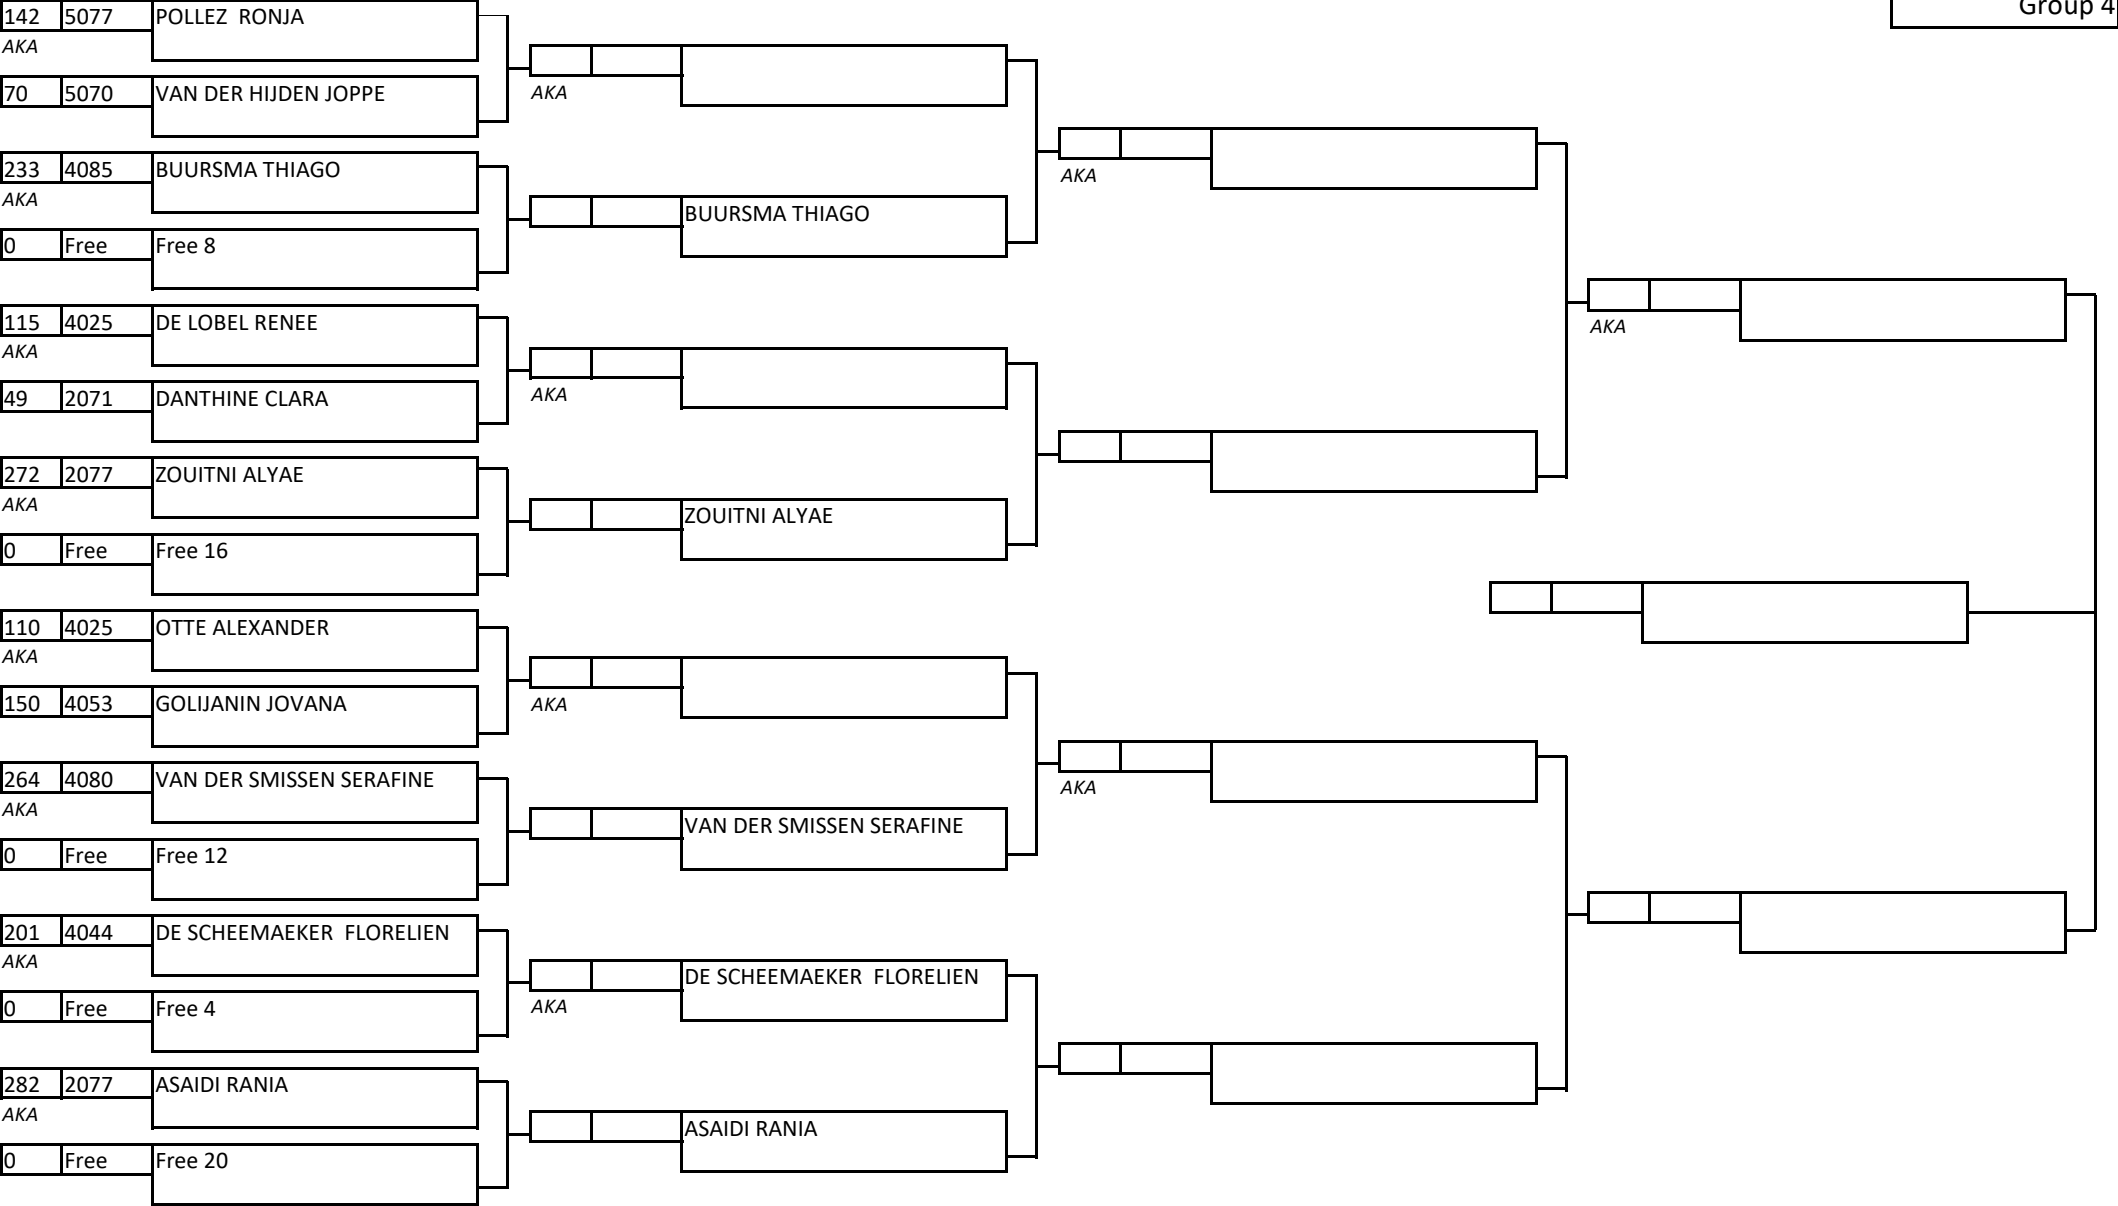 Group 4
142 5077 POLLEZ  RONJA
AKA
70 5070 VAN DER HIJDEN JOPPE
AKA
233 4085 BUURSMA THIAGO
AKA
BUURSMA THIAGO
0 Free Free 8
AKA
115 4025 DE LOBEL RENEE
AKA
AKA
49 2071 DANTHINE CLARA
AKA
272 2077 ZOUITNI ALYAE
AKA
ZOUITNI ALYAE
0 Free Free 16
110 4025 OTTE ALEXANDER
AKA
150 4053 GOLIJANIN JOVANA
AKA
264 4080 VAN DER SMISSEN SERAFINE
AKA
AKA
VAN DER SMISSEN SERAFINE
0 Free Free 12
201 4044 DE SCHEEMAEKER  FLORELIEN
AKA
DE SCHEEMAEKER  FLORELIEN
0 Free Free 4
AKA
282 2077 ASAIDI RANIA
AKA
ASAIDI RANIA
0 Free Free 20